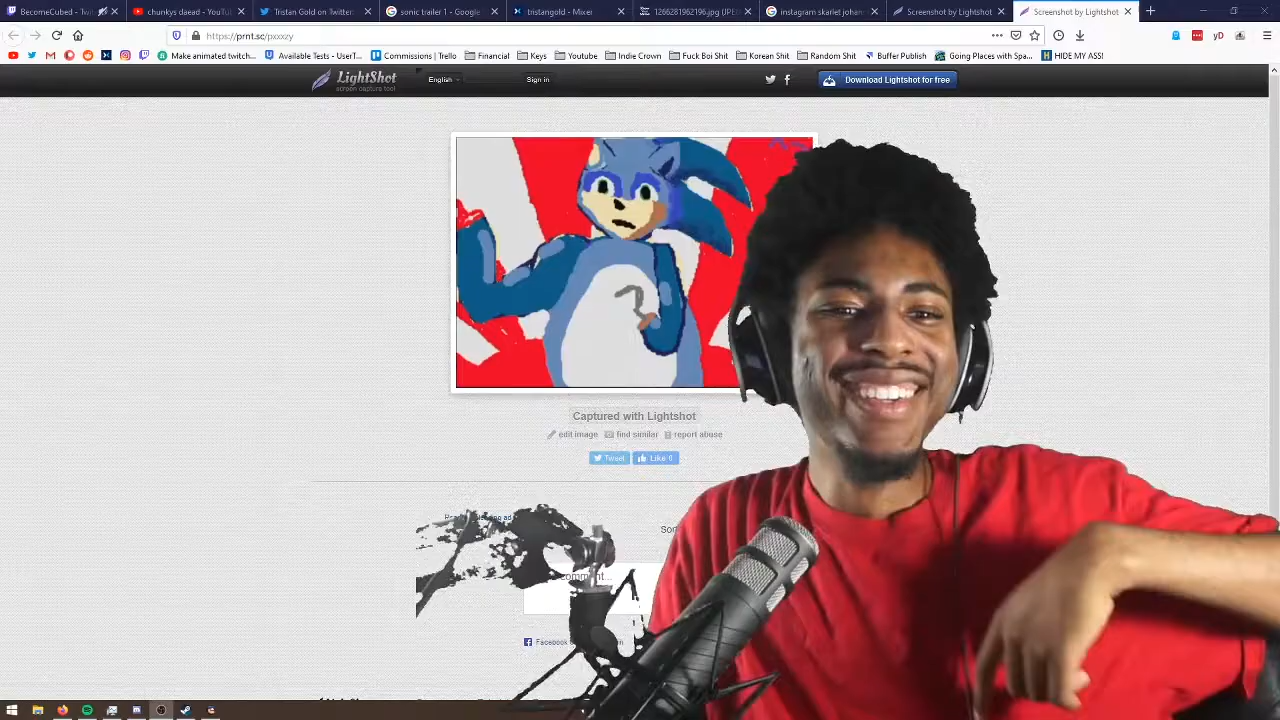 BecomeCubed - Twitch
chunkys daead - YouTu
Tristan Gold on Twitter
sonic trailer 1 - Google
tristangold - Mixer
1266281962196.jpg (JPE
instagram skarlet johan
Screenshot by Lightshot
Screenshot by Lightshot
https://prnt.sc/
Make animated twitch...
Available Tests - UserT...
Commissions | Trello
Financial
Keys
Youtube
Indie Crown
Fuck Boi Shit
Korean Shit
Random Shit
Buffer Publish
Going Places with Spa...
HIDE MY ASS!
LightShot
screen capture tool
English
Sign in
Download Lightshot for free
Captured with Lightshot
edit image
find similar
report abuse
Tweet
Like 0
comment...
Facebook